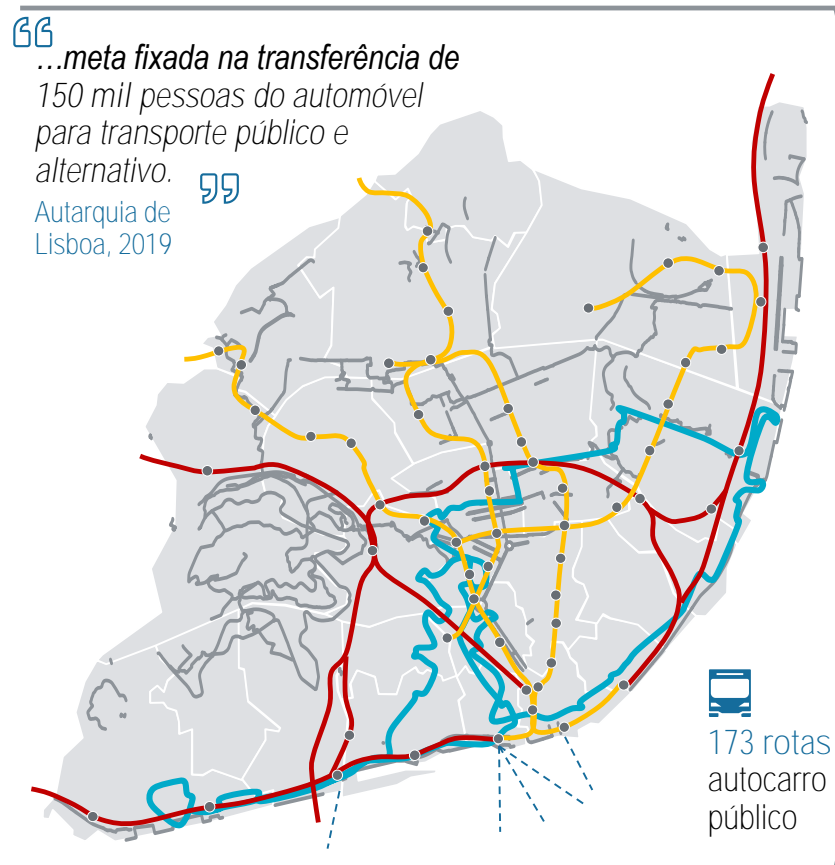 “
...meta fixada na transferência de
150 mil pessoas do automóvel
para transporte público e
alternativo.
”
Autarquia de
Lisboa, 2019
173 rotas
autocarro
público